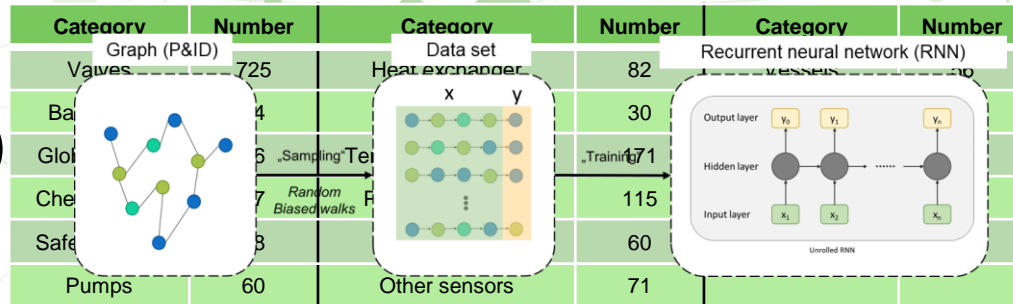 Category Number Category Number Category Number
Graph (P&ID) Data set Recurrent neural network (RNN)
Valves 725 Heat exchanger 82 Vessels
x y
30
Output layer y0 y1 yn
„Sampling“ „Training“ 171
Hidden layer ......
Random
Biased walks
115
Input layer x1 x2 xn
60
Unrolled RNN
Pumps 60 Other sensors 71